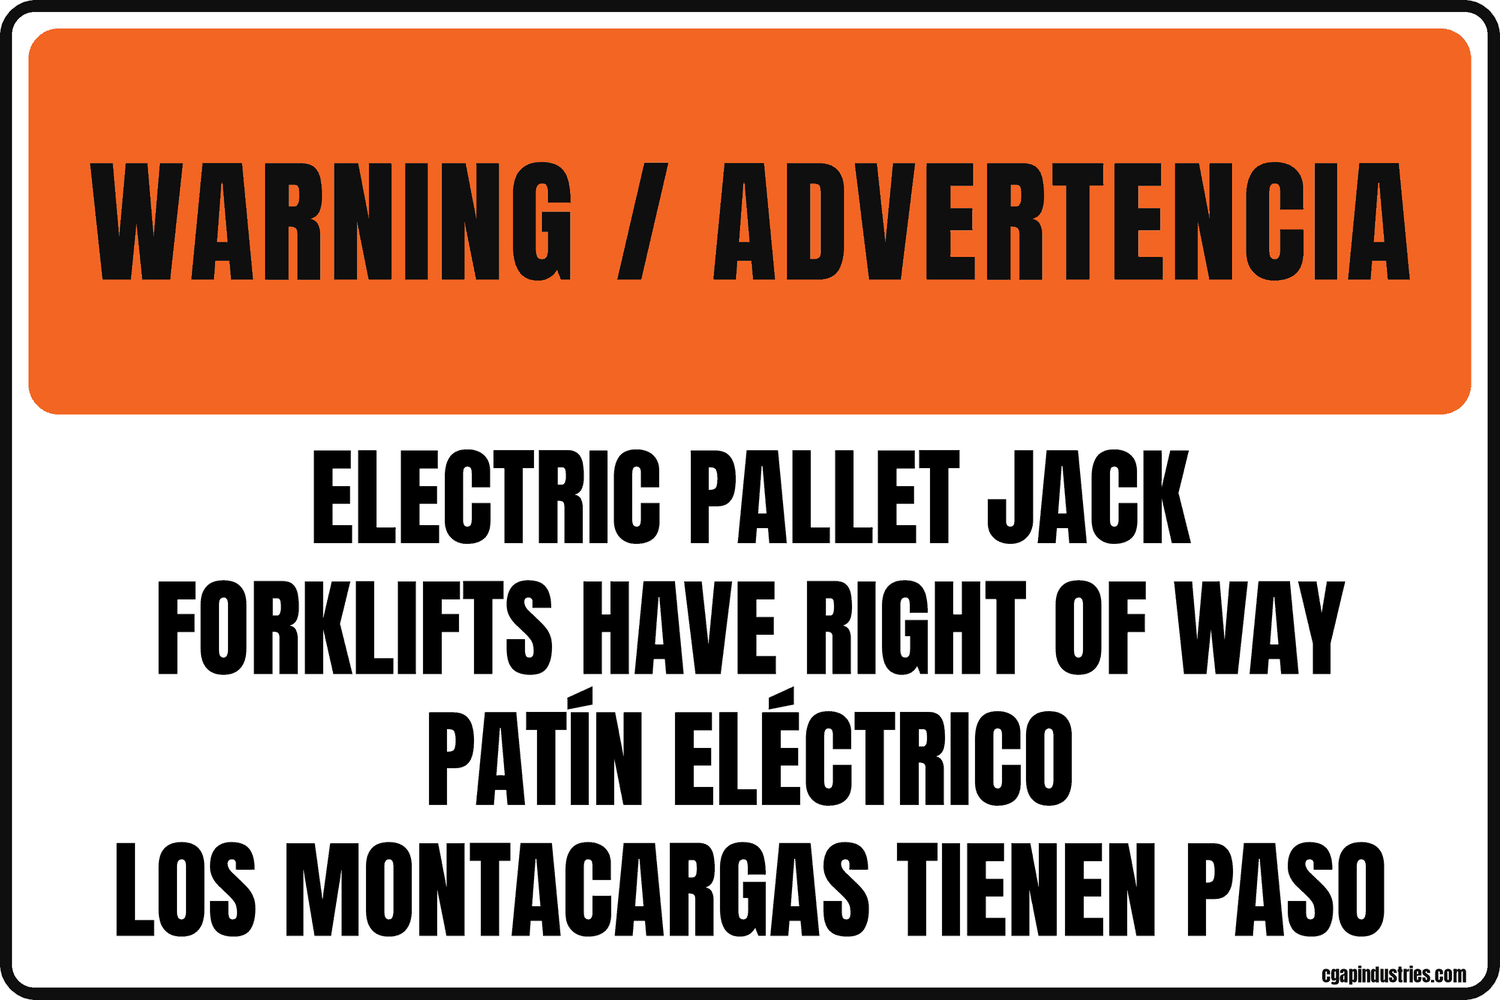 WARNING / ADVERTENCIA
ELECTRIC PALLET JACK
FORKLIFTS HAVE RIGHT OF WAY
PATÍN ELÉCTRICO
LOS MONTACARGAS TIENEN PASO
cgapindustries.com